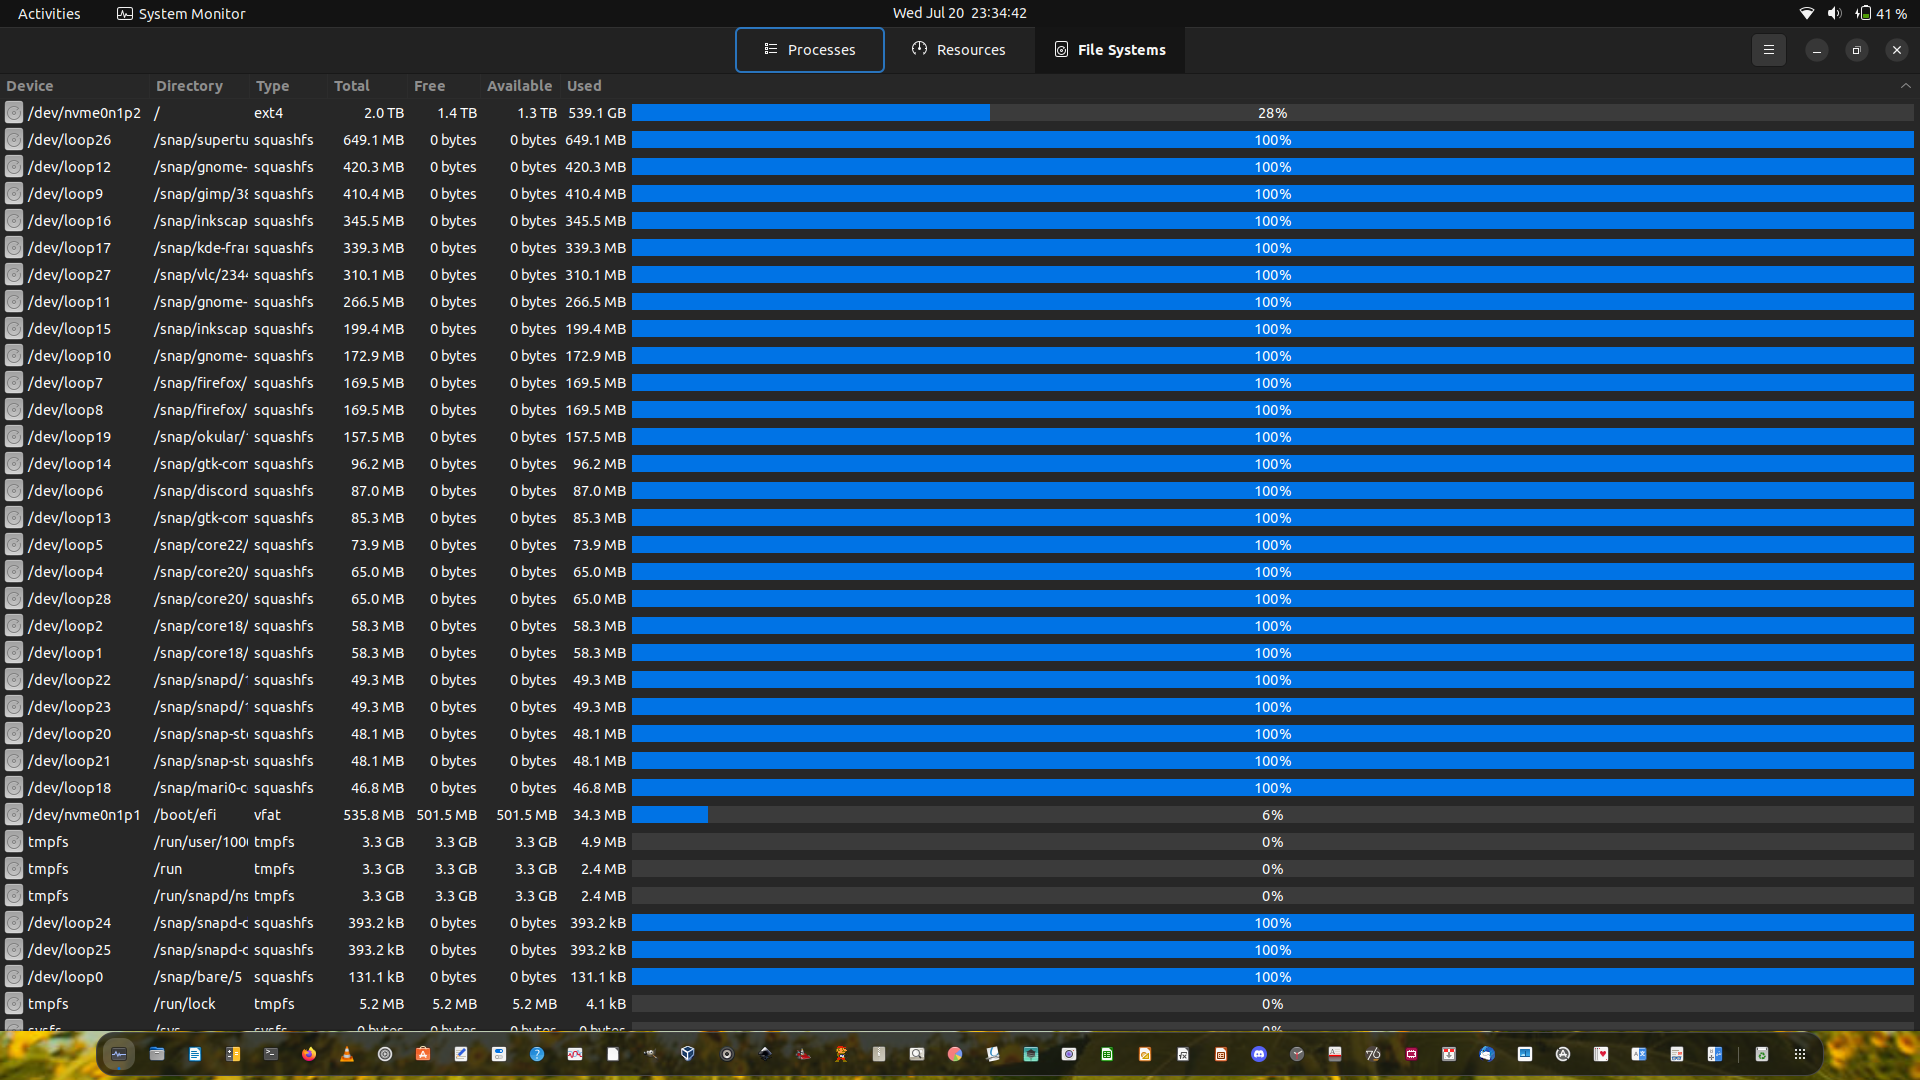 Activities System Monitor Wed Jul 20 23:34:42 41 %
Processes Resources File Systems
Device Directory Type Total Free Available Used
/dev/nvme0n1p2 / ext4 2.0 TB 1.4 TB 1.3 TB 539.1 GB 28%
/dev/loop26 /snap/supertu squashfs 649.1 MB 0 bytes 0 bytes 649.1 MB 100%
/dev/loop12 /snap/gnome- squashfs 420.3 MB 0 bytes 0 bytes 420.3 MB 100%
/dev/loop9 /snap/gimp/38 squashfs 410.4 MB 0 bytes 0 bytes 410.4 MB 100%
/dev/loop16 /snap/inkscap squashfs 345.5 MB 0 bytes 0 bytes 345.5 MB 100%
/dev/loop17 /snap/kde-fra squashfs 339.3 MB 0 bytes 0 bytes 339.3 MB 100%
/dev/loop27 /snap/vlc/2344 squashfs 310.1 MB 0 bytes 0 bytes 310.1 MB 100%
/dev/loop11 /snap/gnome- squashfs 266.5 MB 0 bytes 0 bytes 266.5 MB 100%
/dev/loop15 /snap/inkscap squashfs 199.4 MB 0 bytes 0 bytes 199.4 MB 100%
/dev/loop10 /snap/gnome- squashfs 172.9 MB 0 bytes 0 bytes 172.9 MB 100%
/dev/loop7 /snap/firefox/ squashfs 169.5 MB 0 bytes 0 bytes 169.5 MB 100%
/dev/loop8 /snap/firefox/ squashfs 169.5 MB 0 bytes 0 bytes 169.5 MB 100%
/dev/loop19 /snap/okular/ squashfs 157.5 MB 0 bytes 0 bytes 157.5 MB 100%
/dev/loop14 /snap/gtk-com squashfs 96.2 MB 0 bytes 0 bytes 96.2 MB 100%
/dev/loop6 /snap/discord squashfs 87.0 MB 0 bytes 0 bytes 87.0 MB 100%
/dev/loop13 /snap/gtk-com squashfs 85.3 MB 0 bytes 0 bytes 85.3 MB 100%
/dev/loop5 /snap/core22/ squashfs 73.9 MB 0 bytes 0 bytes 73.9 MB 100%
/dev/loop4 /snap/core20/ squashfs 65.0 MB 0 bytes 0 bytes 65.0 MB 100%
/dev/loop28 /snap/core20/ squashfs 65.0 MB 0 bytes 0 bytes 65.0 MB 100%
/dev/loop2 /snap/core18/ squashfs 58.3 MB 0 bytes 0 bytes 58.3 MB 100%
/dev/loop1 /snap/core18/ squashfs 58.3 MB 0 bytes 0 bytes 58.3 MB 100%
/dev/loop22 /snap/snapd/1 squashfs 49.3 MB 0 bytes 0 bytes 49.3 MB 100%
/dev/loop23 /snap/snapd/1 squashfs 49.3 MB 0 bytes 0 bytes 49.3 MB 100%
/dev/loop20 /snap/snap-sto squashfs 48.1 MB 0 bytes 0 bytes 48.1 MB 100%
/dev/loop21 /snap/snap-sto squashfs 48.1 MB 0 bytes 0 bytes 48.1 MB 100%
/dev/loop18 /snap/mari0-c squashfs 46.8 MB 0 bytes 0 bytes 46.8 MB 100%
/dev/nvme0n1p1 /boot/efi vfat 535.8 MB 501.5 MB 501.5 MB 34.3 MB 6%
tmpfs /run/user/1000 tmpfs 3.3 GB 3.3 GB 3.3 GB 4.9 MB 0%
tmpfs /run tmpfs 3.3 GB 3.3 GB 3.3 GB 2.4 MB 0%
tmpfs /run/snapd/ns tmpfs 3.3 GB 3.3 GB 3.3 GB 2.4 MB 0%
/dev/loop24 /snap/snapd-c squashfs 393.2 kB 0 bytes 0 bytes 393.2 kB 100%
/dev/loop25 /snap/snapd-c squashfs 393.2 kB 0 bytes 0 bytes 393.2 kB 100%
/dev/loop0 /snap/bare/5 squashfs 131.1 kB 0 bytes 0 bytes 131.1 kB 100%
tmpfs /run/lock tmpfs 5.2 MB 5.2 MB 5.2 MB 4.1 kB 0%
sysfs /sys sysfs 0 bytes 0 bytes 0 bytes 0 bytes 0%